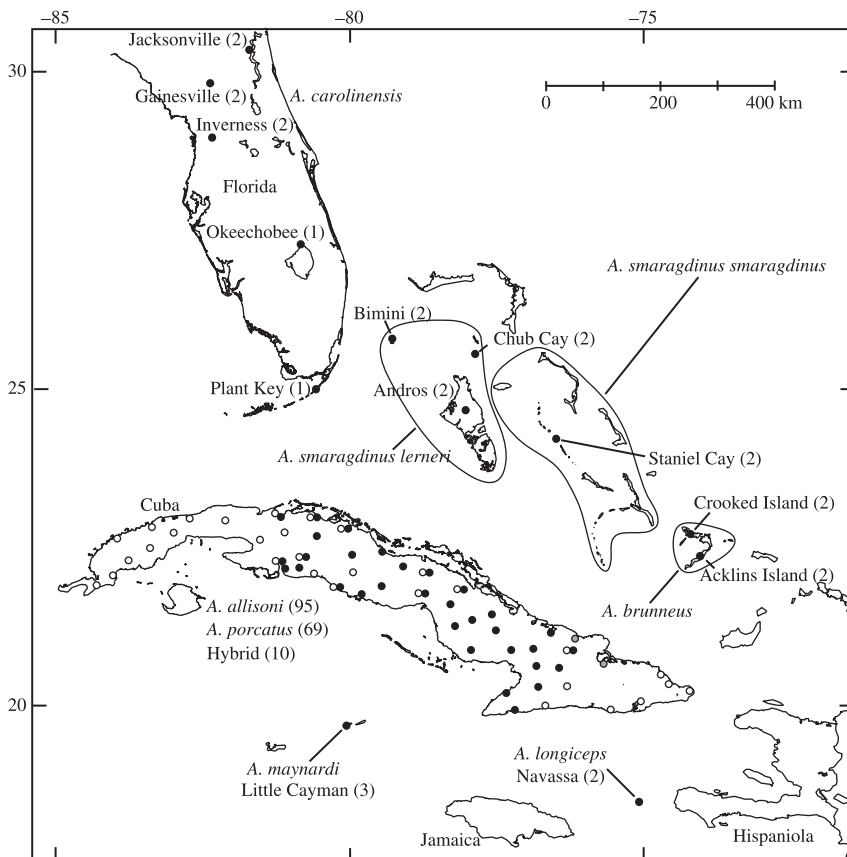 −85
−80
−75
Jacksonville (2)
30
Gainesville (2)
A. carolinensis
0
200
400 km
Inverness (2)
Florida
Okeechobee (1)
A. smaragdinus smaragdinus
Bimini (2)
Chub Cay (2)
25
Plant Key (1)
Andros (2)
A. smaragdinus lerneri
Staniel Cay (2)
Cuba
Crooked Island (2)
Acklins Island (2)
A. allisoni (95)
A. brunneus
A. porcatus (69)
Hybrid (10)
20
A. longiceps
A. maynardi
Navassa (2)
Little Cayman (3)
Jamaica
Hispaniola